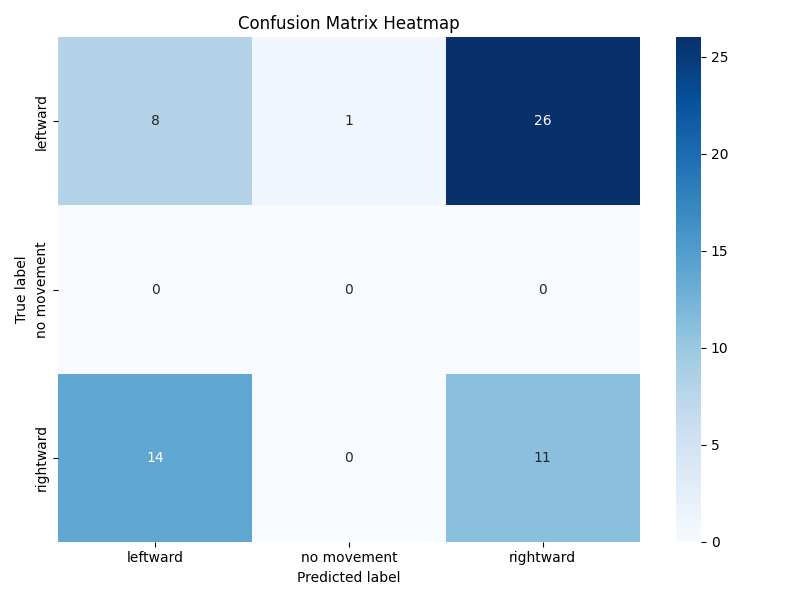 Confusion Matrix Heatmap
True label
leftward
8
1
26
no movement
0
0
0
rightward
14
0
11
leftward
no movement
rightward
Predicted label
25
20
15
10
5
0